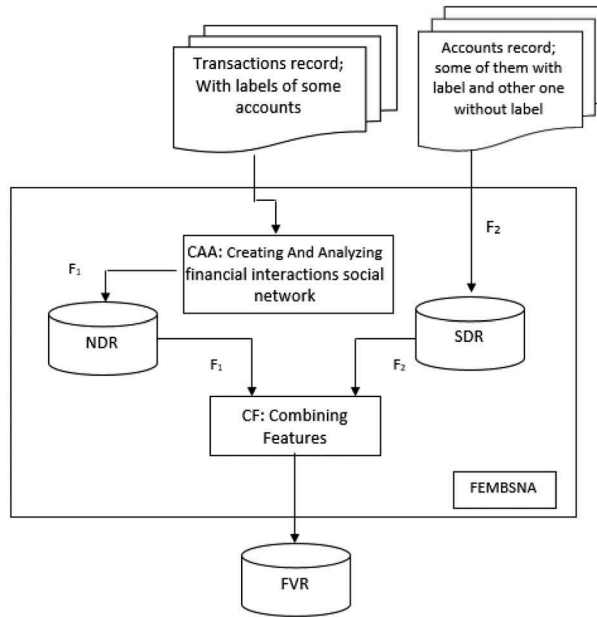 Transactions record;
With labels of some
accounts
Accounts record;
some of them with
label and other one
without label
F₂
CAA: Creating And Analyzing
financial interactions social
network
F₁
NDR
SDR
F₁
F₂
CF: Combining
Features
FEMBSNA
FVR